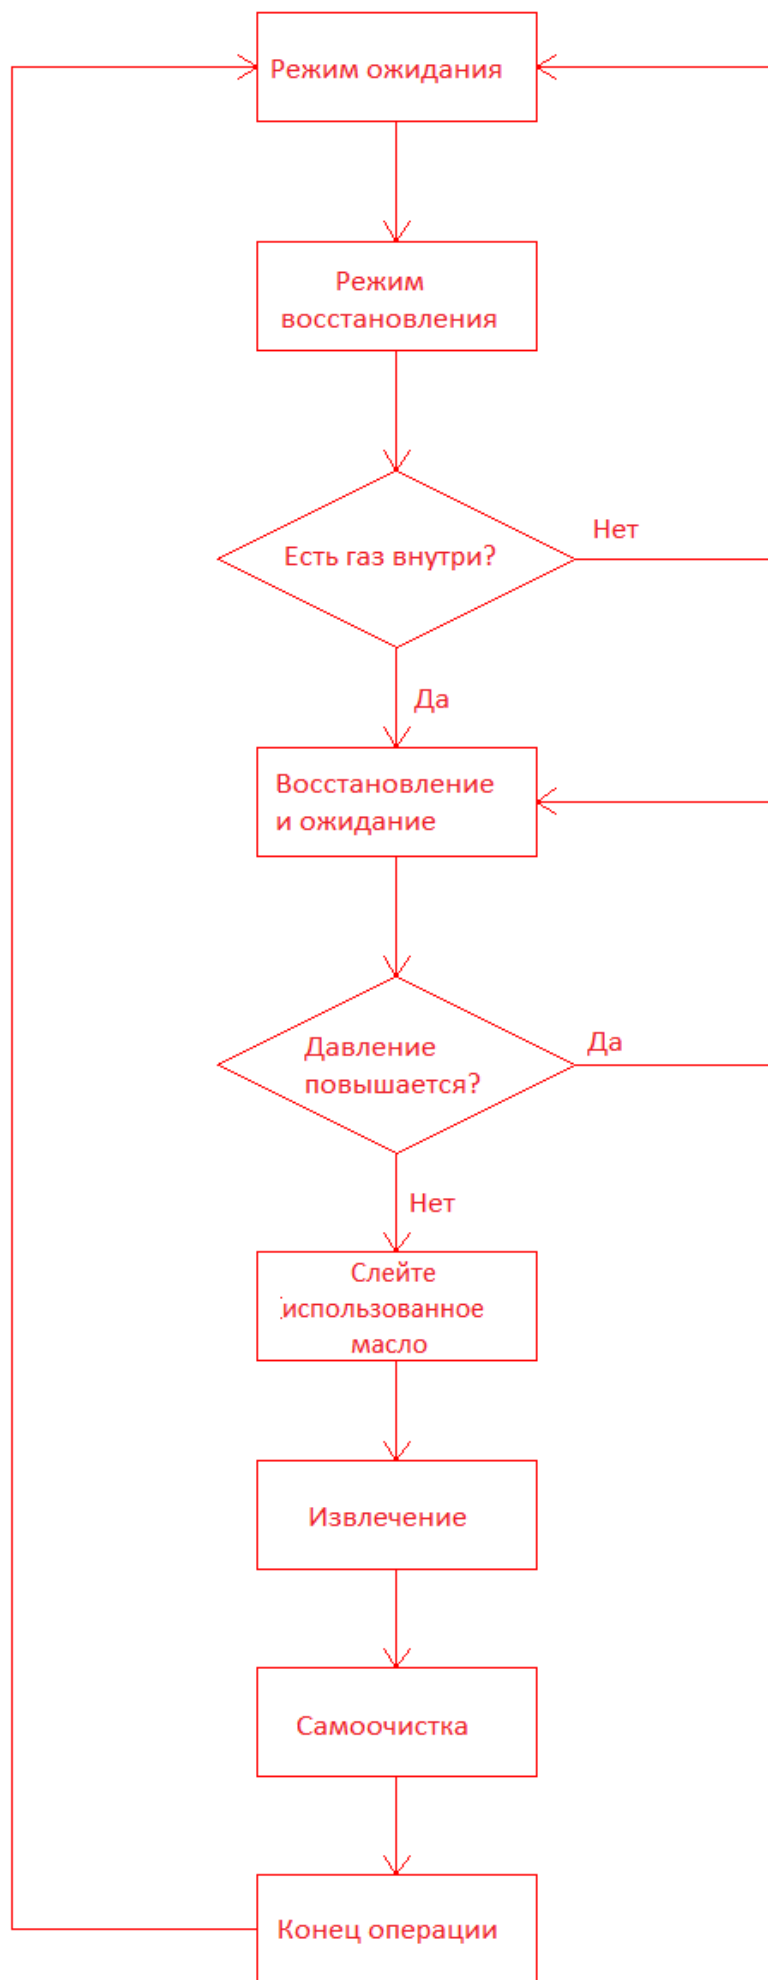 Режим ожидания
Режим
восстановления
Есть газ внутри?
Нет
Да
Восстановление
и ожидание
Давление
повышается?
Да
Нет
Слейте
использованное
масло
Извлечение
Самоочистка
Конец операции